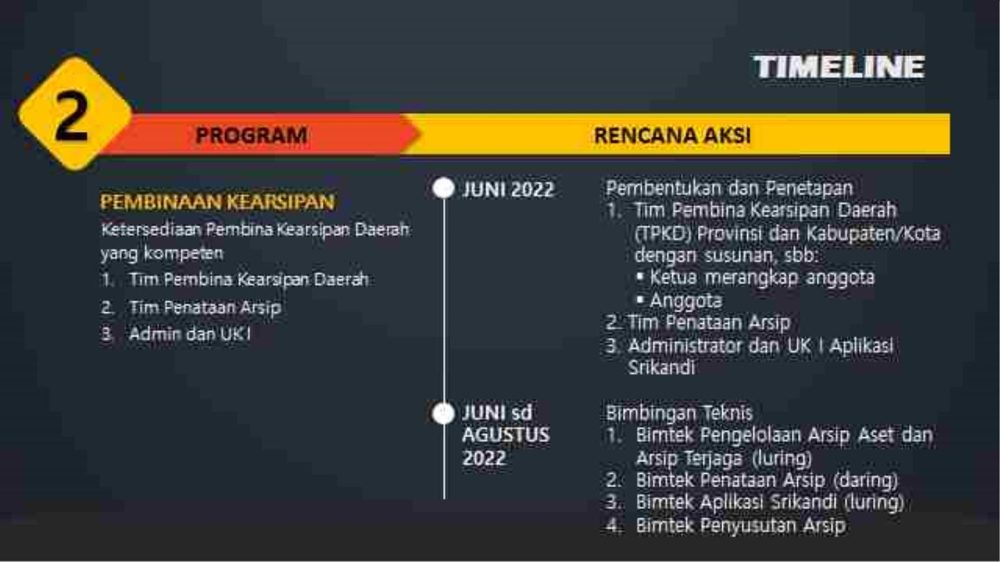 TIMELINE
2
PROGRAM
RENCANA AKSI
PEMBINAAN KEARSIPAN
Ketersediaan Pembina Kearsipan Daerah
yang kompeten
1. Tim Pembina Kearsipan Daerah
2. Tim Penataan Arsip
3. Admin dan UK I
JUNI 2022
Pembentukan dan Penetapan
1. Tim Pembina Kearsipan Daerah
(TPKD) Provinsi dan Kabupaten/Kota
dengan susunan, sbb:
▪ Ketua merangkap anggota
▪ Anggota
2. Tim Penataan Arsip
3. Administrator dan UK I Aplikasi
Srikandi
JUNI sd
AGUSTUS
2022
Bimbingan Teknis
1. Bimtek Pengelolaan Arsip Aset dan
Arsip Terjaga (luring)
2. Bimtek Penataan Arsip (daring)
3. Bimtek Aplikasi Srikandi (luring)
4. Bimtek Penyusutan Arsip